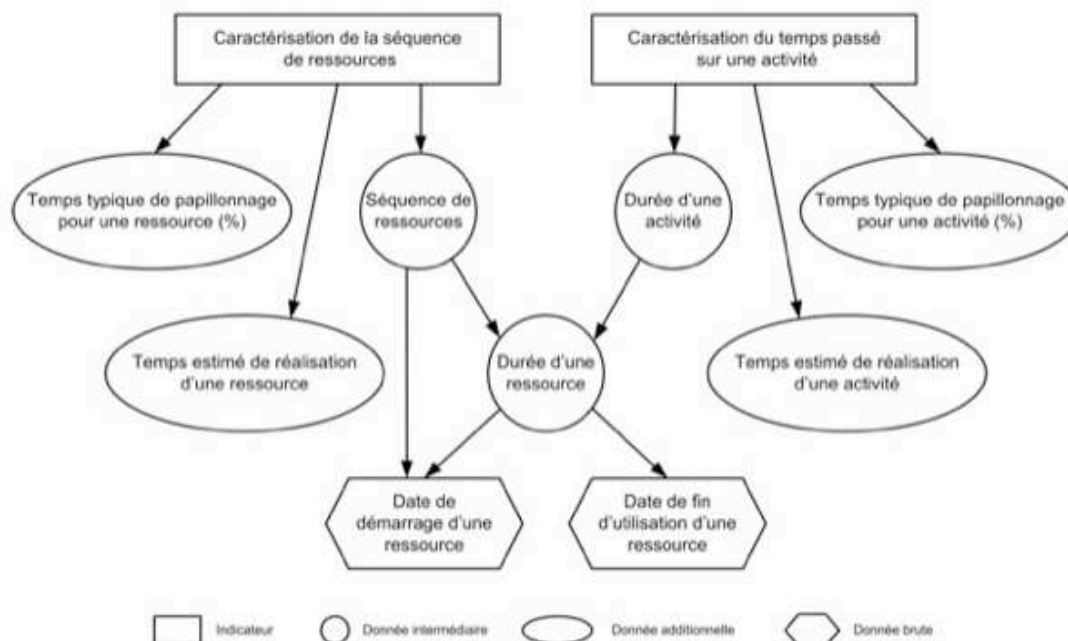 Caractérisation de la séquence
de ressources
Caractérisation du temps passé
sur une activité
Temps typique de papillonnage
pour une ressource (%)
Séquence de
ressources
Durée d'une
activité
Temps typique de papillonnage
pour une activité (%)
Temps estimé de réalisation
d'une ressource
Durée d'une
ressource
Temps estimé de réalisation
d'une activité
Date de
démarrage d'une
ressource
Date de fin
d'utilisation d'une
ressource
Indicateur
Donnée intermédiaire
Donnée additionnelle
Donnée brute